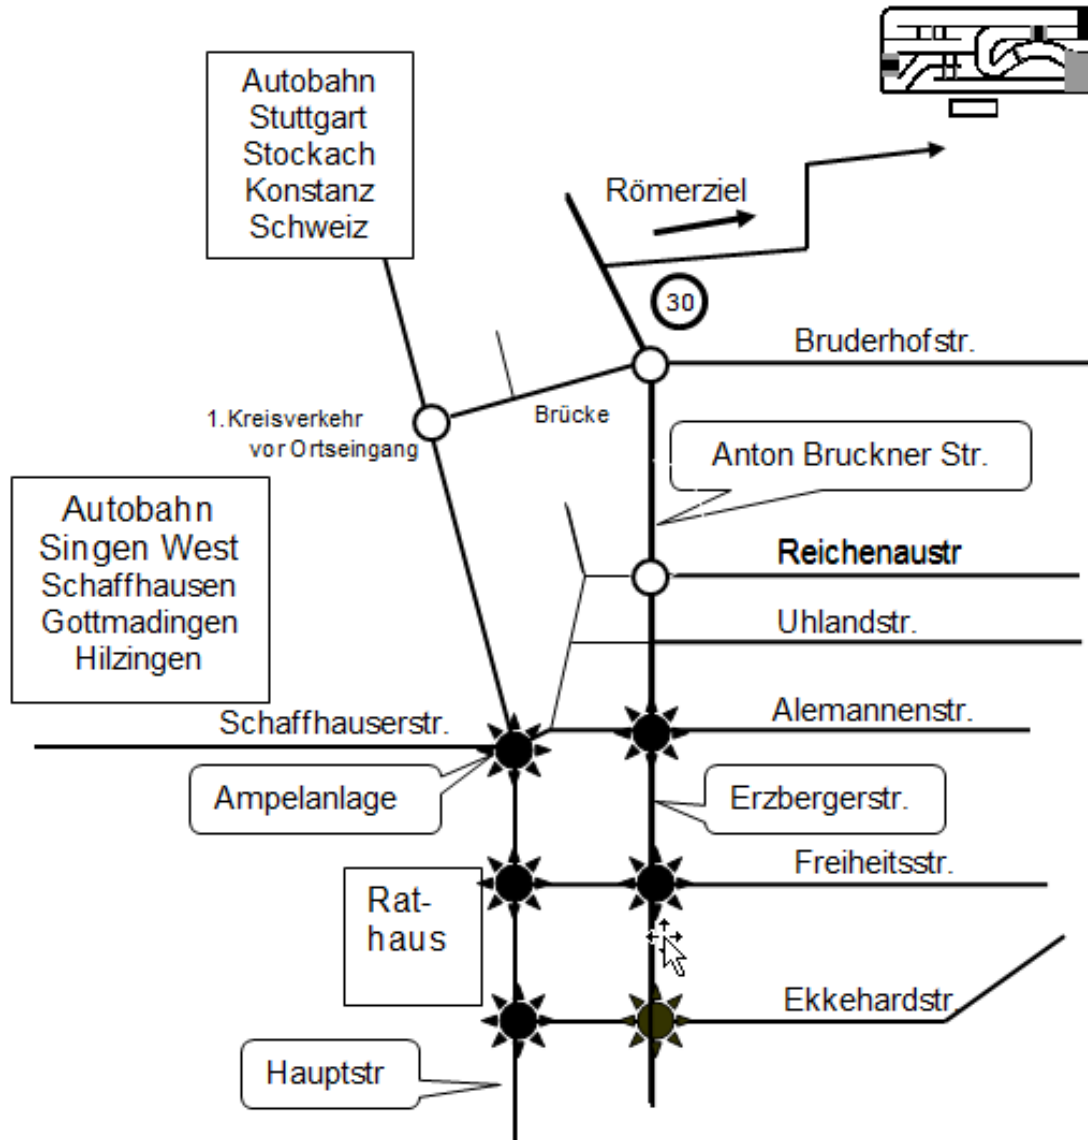 Autobahn
Stuttgart
Stockach
Konstanz
Schweiz
Römerziel
30
Bruderhofstr.
1.Kreisverkehr
vor Ortseingang
Brücke
Anton Bruckner Str.
Autobahn
Singen West
Schaffhausen
Gottmadingen
Hilzingen
Reichenaustr
Uhlandstr.
Schaffhauserstr.
Alemannenstr.
Ampelanlage
Erzbergerstr.
Freiheitsstr.
Rat-
haus
Ekkehardstr.
Hauptstr